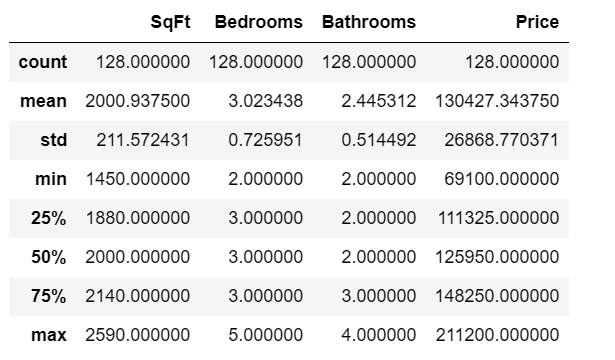 SqFt Bedrooms Bathrooms Price
count 128.000000 128.000000 128.000000 128.000000
mean 2000.937500 3.023438 2.445312 130427.343750
std 211.572431 0.725951 0.514492 26868.770371
min 1450.000000 2.000000 2.000000 69100.000000
25% 1880.000000 3.000000 2.000000 111325.000000
50% 2000.000000 3.000000 2.000000 125950.000000
75% 2140.000000 3.000000 3.000000 148250.000000
max 2590.000000 5.000000 4.000000 211200.000000